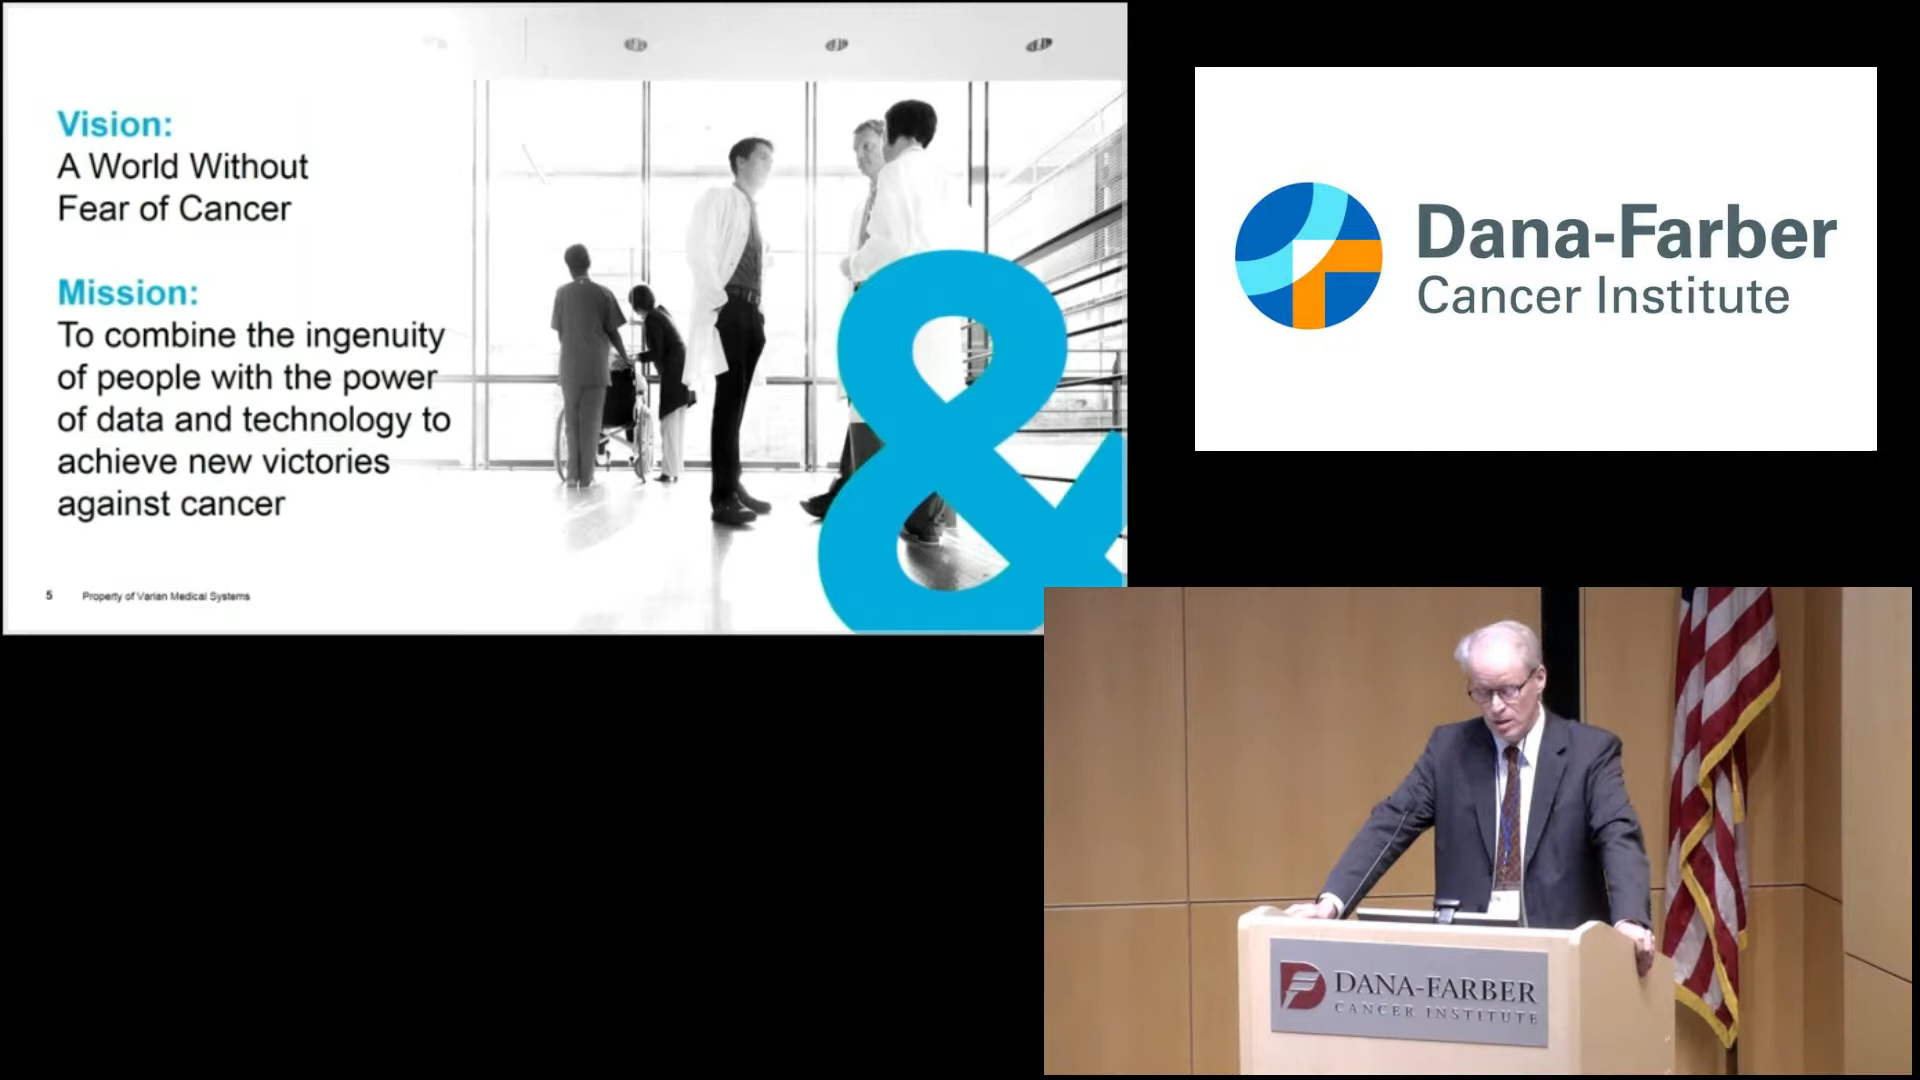 Vision:
A World Without
Fear of Cancer
Mission:
To combine the ingenuity
of people with the power
of data and technology to
achieve new victories
against cancer
&
5 Property of Varian Medical Systems
Dana-Farber
Cancer Institute
DANA-FARBER
CANCER INSTITUTE